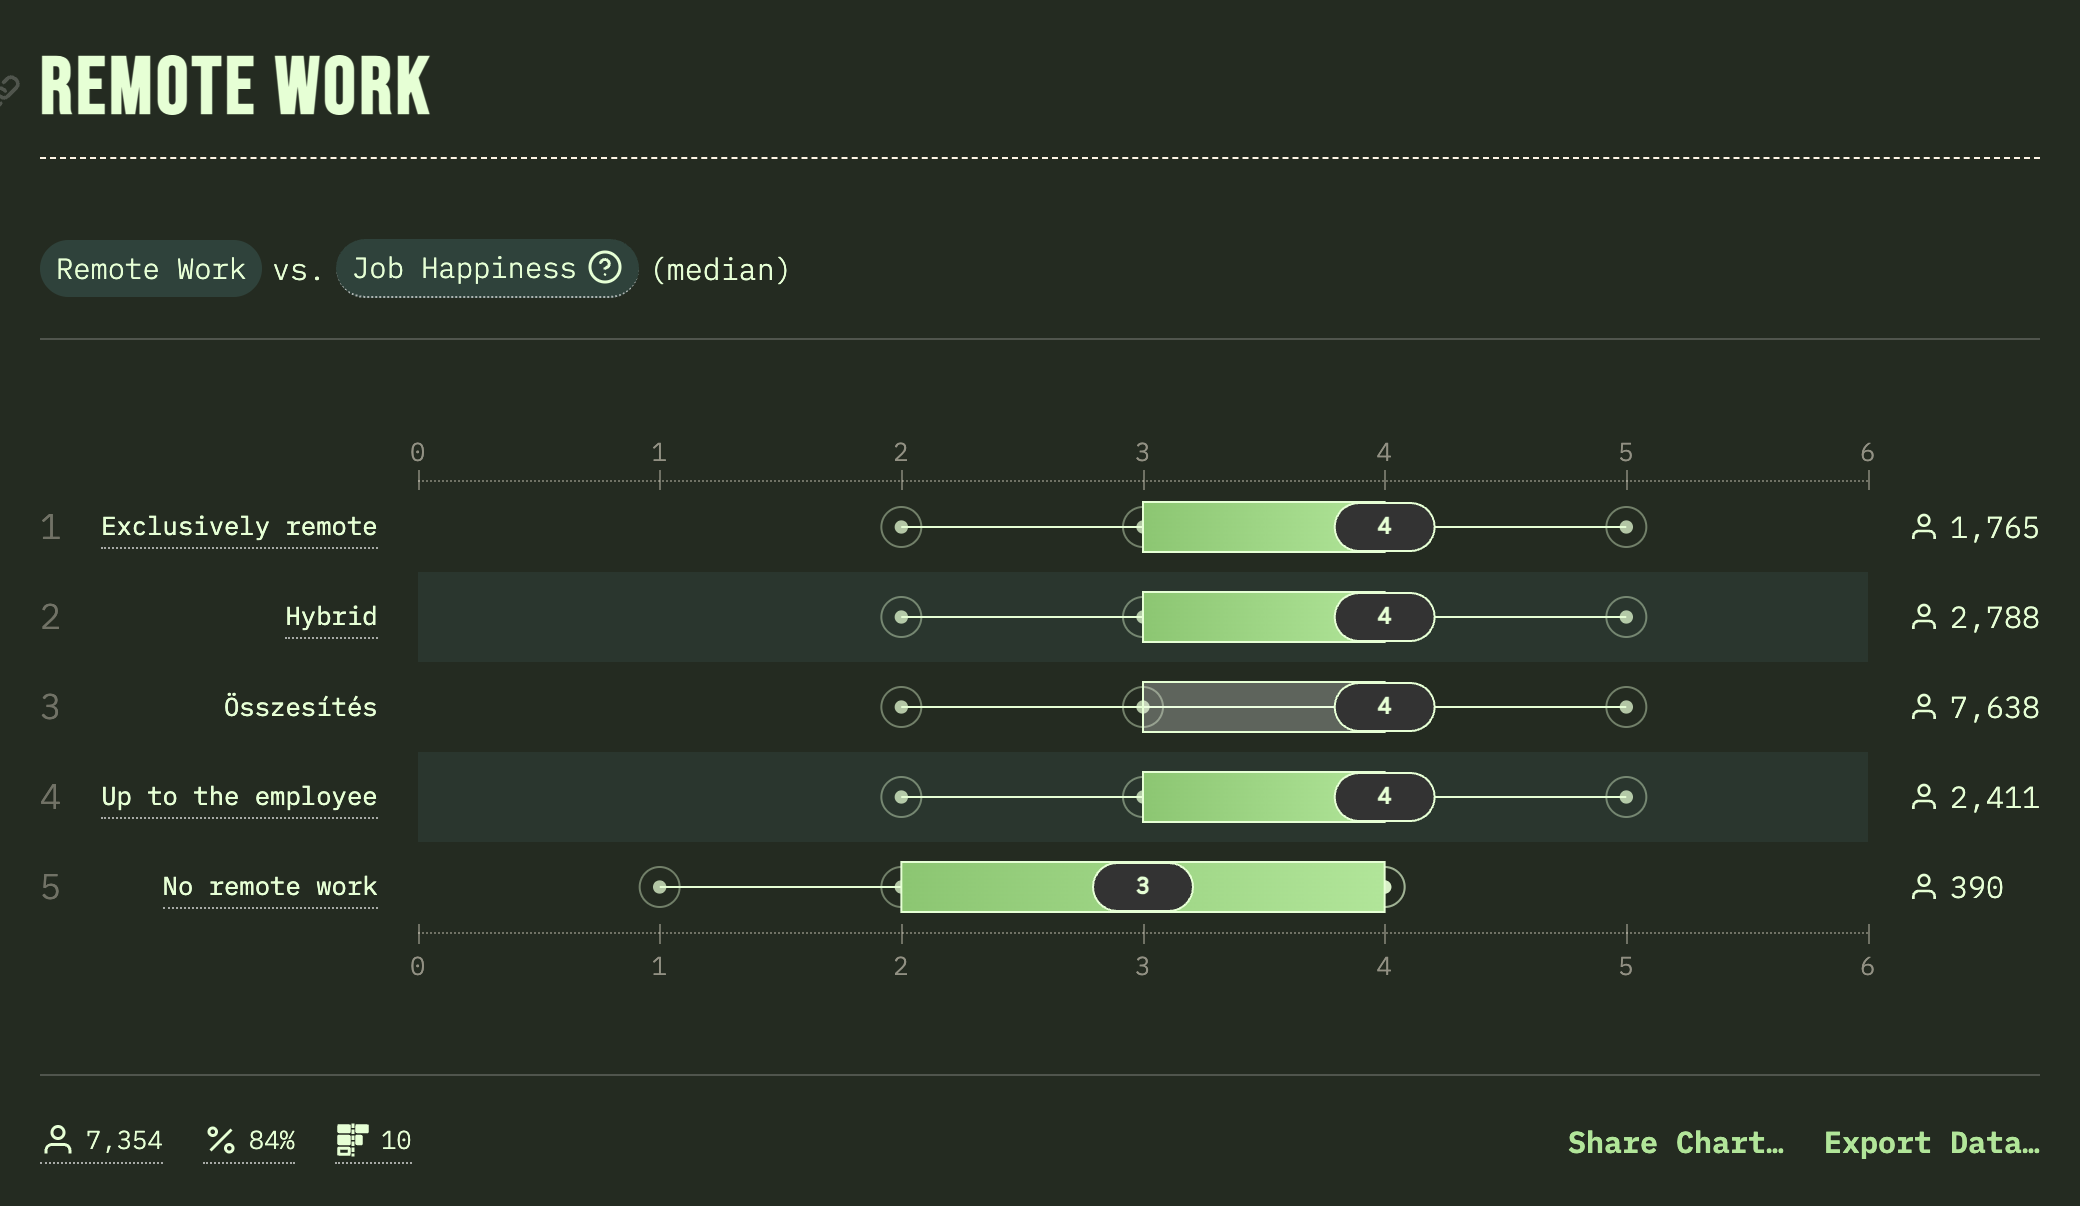 REMOTE WORK
Remote Work vs. Job Happiness (median)
0 1 2 3 4 5 6
1 Exclusively remote 4 1,765
2 Hybrid 4 2,788
3 Összesítés 4 7,638
4 Up to the employee 4 2,411
5 No remote work 3 390
0 1 2 3 4 5 6
7,354 84% 10 Share Chart… Export Data…